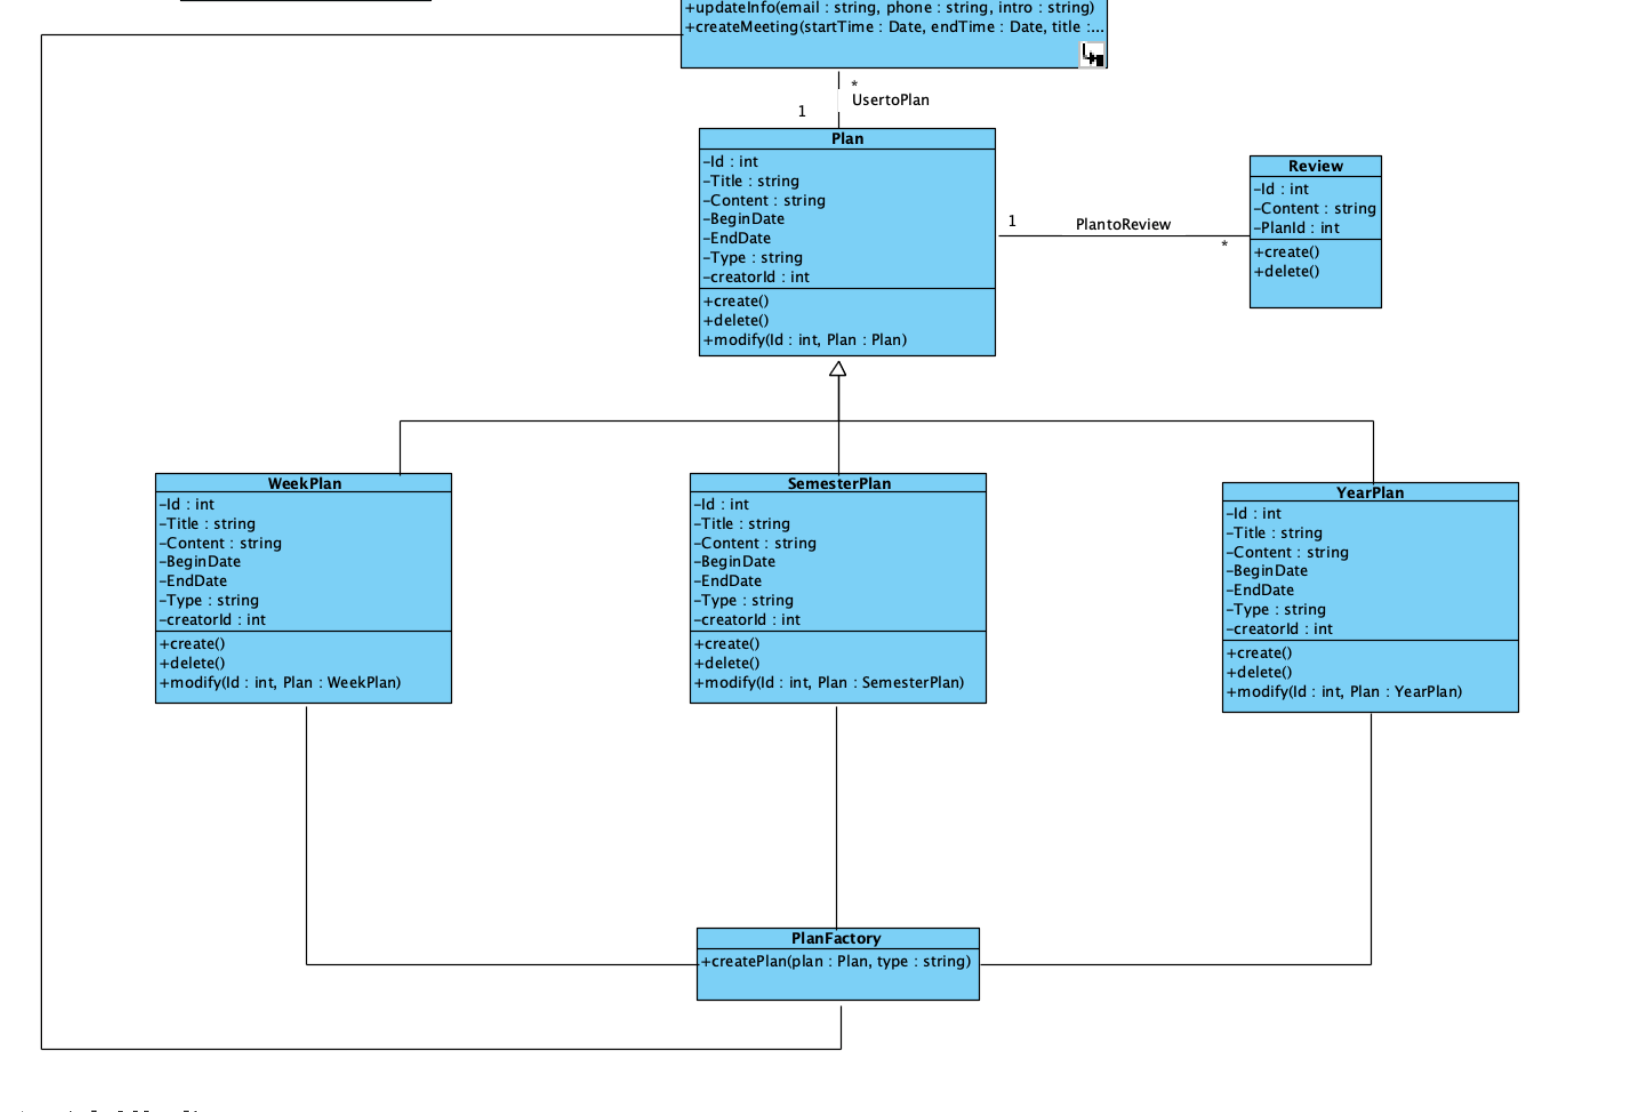 +updateInfo(email : string, phone : string, intro : string)
+createMeeting(startTime : Date, endTime : Date, title :...
*
UsertoPlan
1
Plan
-Id : int
-Title : string
-Content : string
-BeginDate
-EndDate
-Type : string
-creatorId : int
+create()
+delete()
+modify(Id : int, Plan : Plan)
1
PlantoReview
*
Review
-Id : int
-Content : string
-PlanId : int
+create()
+delete()
WeekPlan
-Id : int
-Title : string
-Content : string
-BeginDate
-EndDate
-Type : string
-creatorId : int
+create()
+delete()
+modify(Id : int, Plan : WeekPlan)
SemesterPlan
-Id : int
-Title : string
-Content : string
-BeginDate
-EndDate
-Type : string
-creatorId : int
+create()
+delete()
+modify(Id : int, Plan : SemesterPlan)
YearPlan
-Id : int
-Title : string
-Content : string
-BeginDate
-EndDate
-Type : string
-creatorId : int
+create()
+delete()
+modify(Id : int, Plan : YearPlan)
PlanFactory
+createPlan(plan : Plan, type : string)